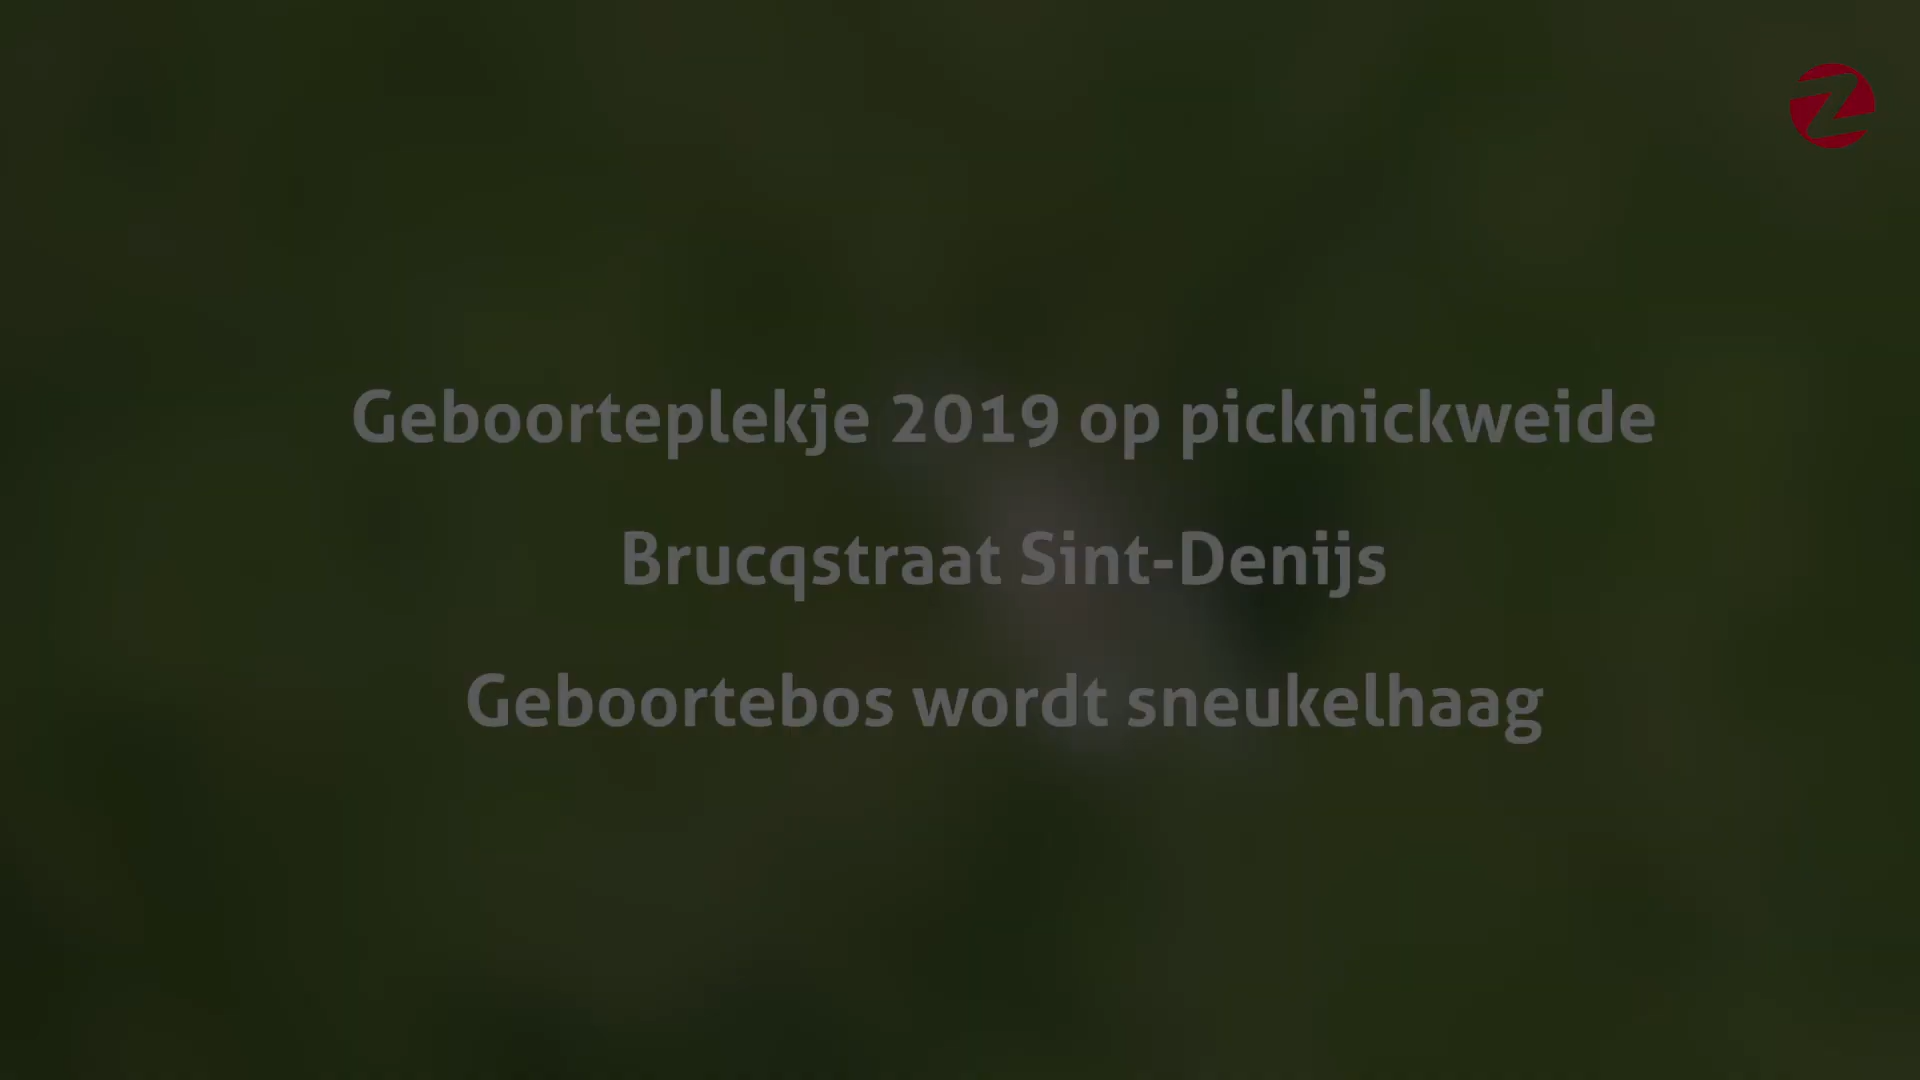 Geboorteplekje 2019 op picknickweide
Brucqstraat Sint-Denijs
Geboortebos wordt sneukelhaag